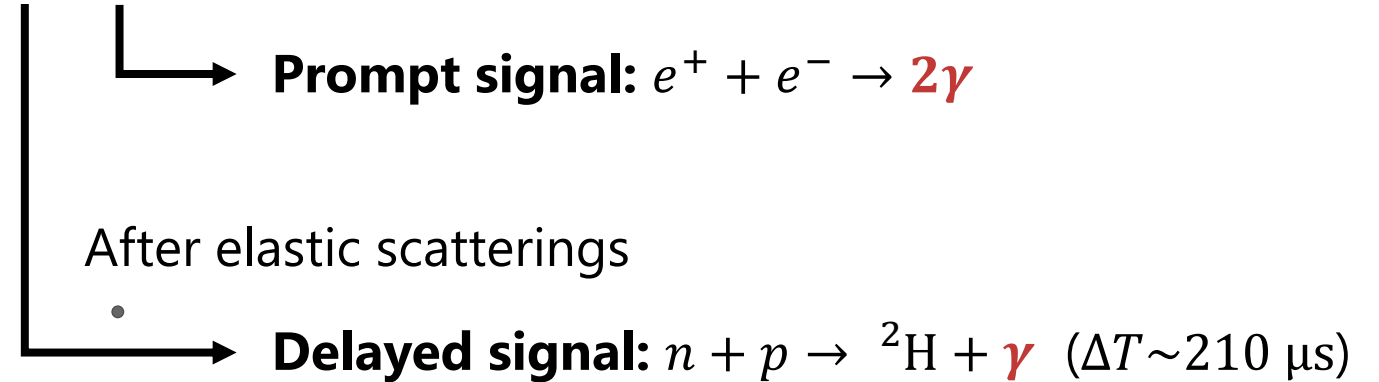 Prompt signal: e⁺ + e⁻ → 2γ
After elastic scatterings
Delayed signal: n + p → ²H + γ (ΔT~210 μs)